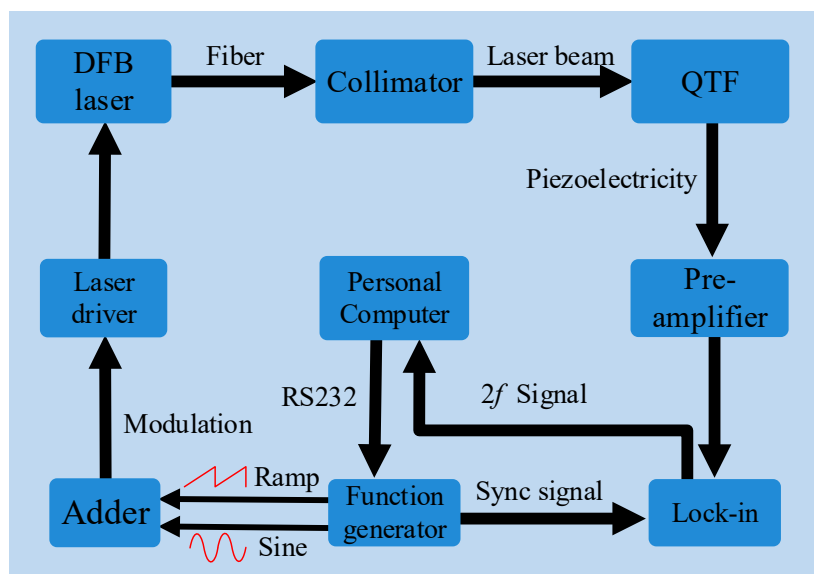 DFB
laser
Fiber
Collimator
Laser beam
QTF
Piezoelectricity
Laser
driver
Personal
Computer
Pre-
amplifier
RS232
2f Signal
Modulation
Adder
Ramp
Sine
Function
generator
Sync signal
Lock-in